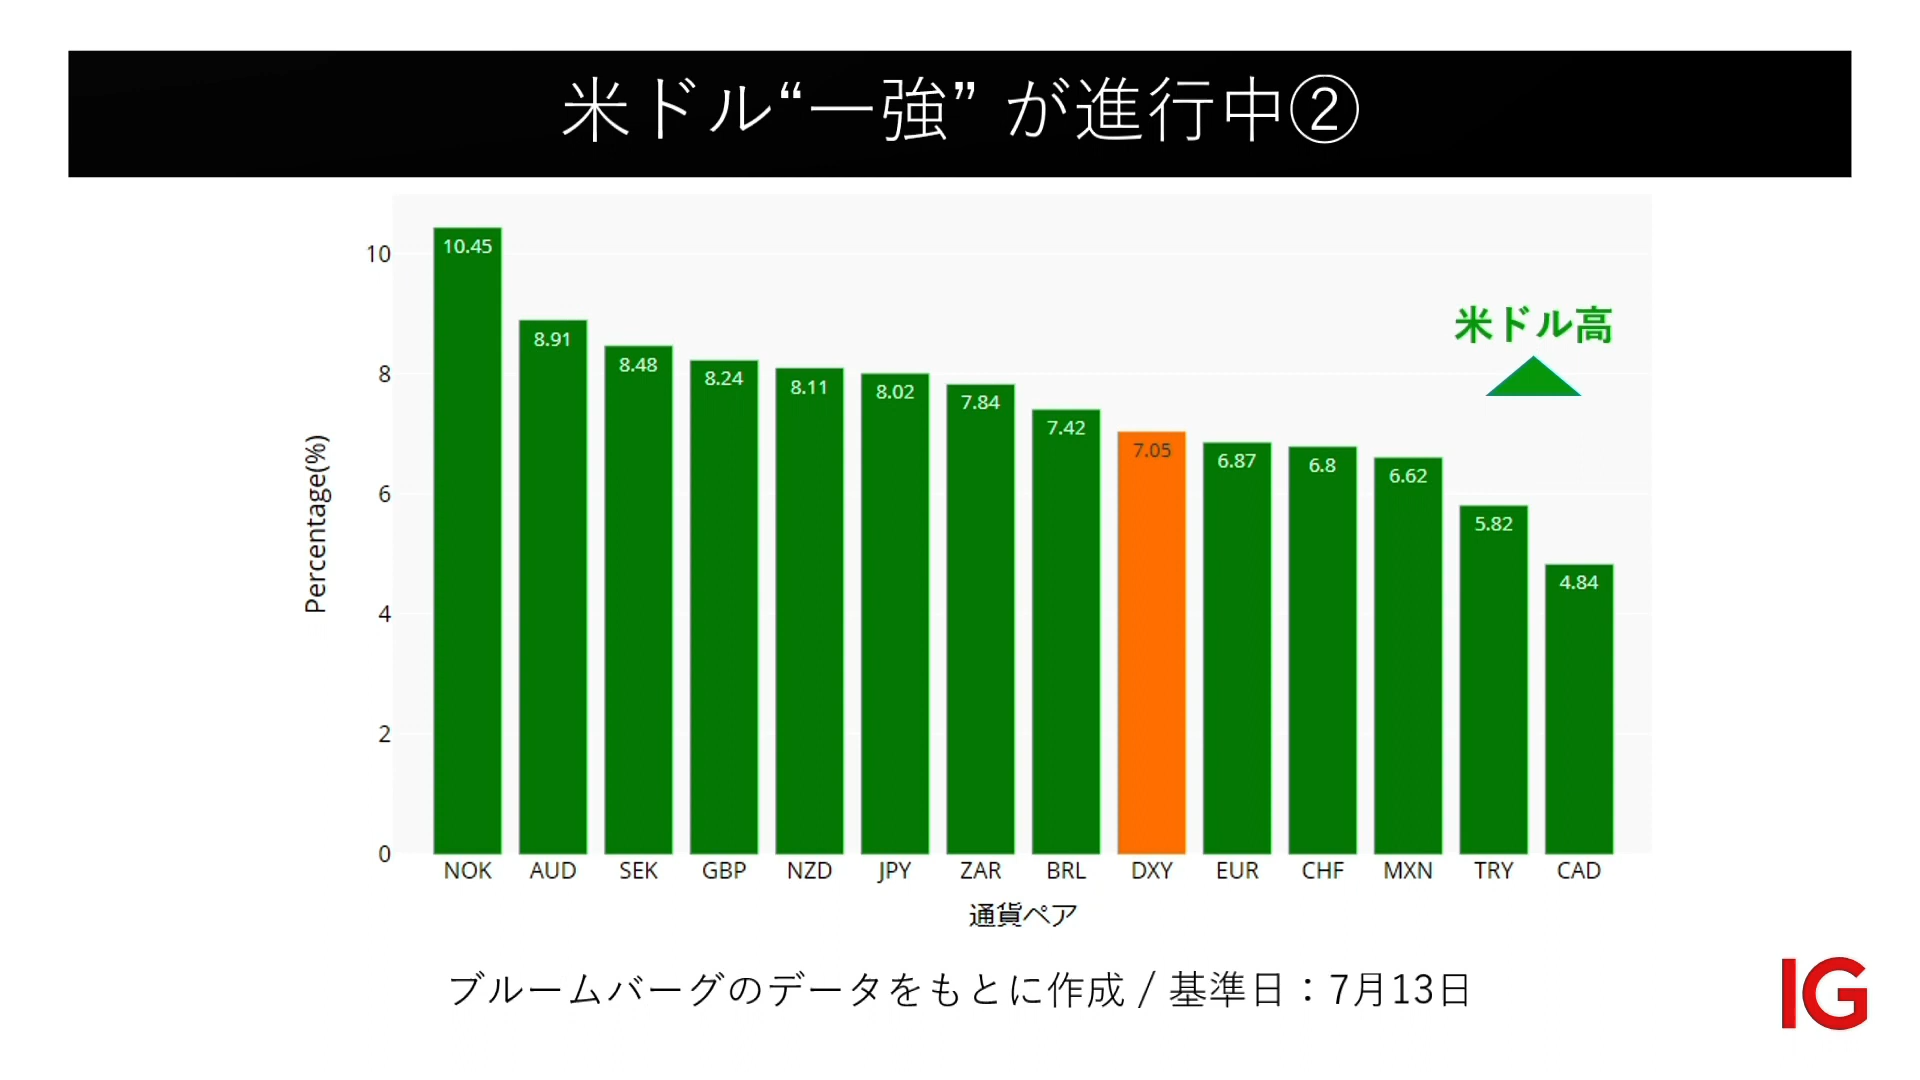 米ドル“一強” が進行中②
米ドル高
Percentage(%)
10
8
6
4
2
0
10.45
8.91
8.48
8.24
8.11
8.02
7.84
7.42
7.05
6.87
6.8
6.62
5.82
4.84
NOK AUD SEK GBP NZD JPY ZAR BRL DXY EUR CHF MXN TRY CAD
通貨ペア
ブルームバーグのデータをもとに作成 / 基準日：7月13日
IG